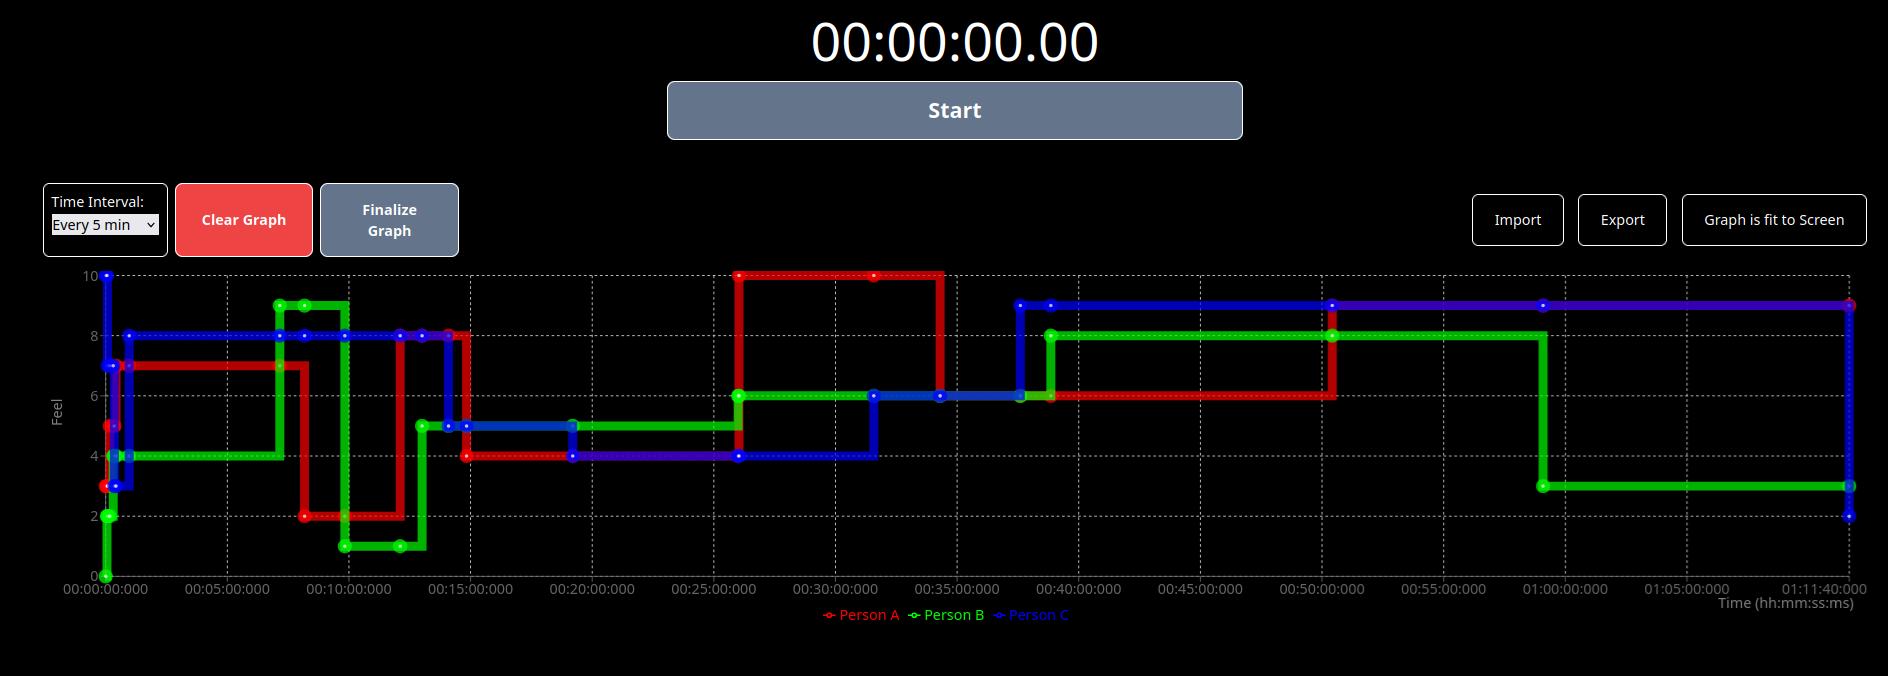 00:00:00.00
Start
Time Interval:
Every 5 min
Clear Graph
Finalize
Graph
Import
Export
Graph is fit to Screen
10
8
6
4
2
0
Feel
00:00:00:000 00:05:00:000 00:10:00:000 00:15:00:000 00:20:00:000 00:25:00:000 00:30:00:000 00:35:00:000 00:40:00:000 00:45:00:000 00:50:00:000 00:55:00:000 01:00:00:000 01:05:00:000 01:11:40:000
Time (hh:mm:ss:ms)
Person A Person B Person C